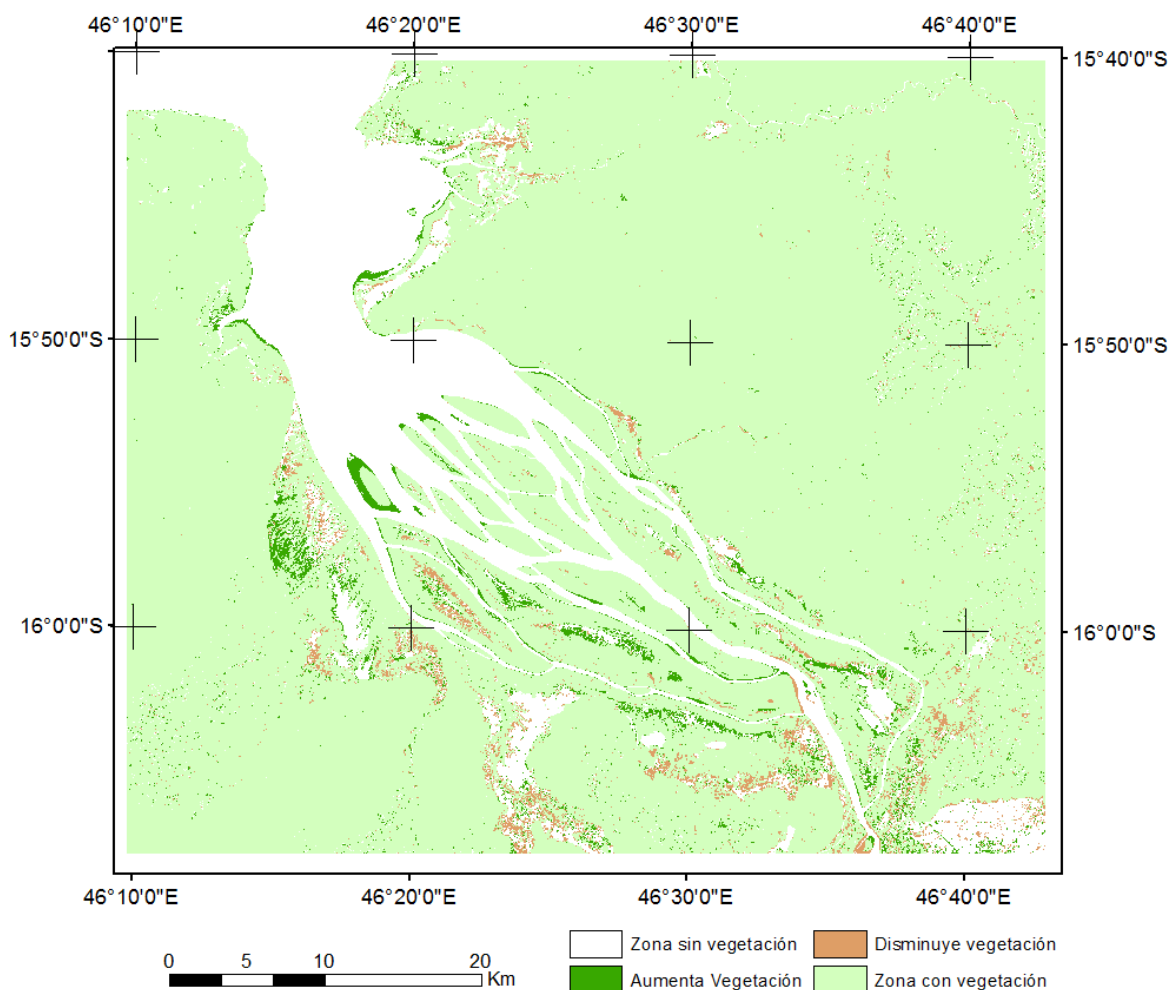 46°10'0"E 46°20'0"E 46°30'0"E 46°40'0"E
15°40'0"S
15°50'0"S 15°50'0"S
16°0'0"S 16°0'0"S
46°10'0"E 46°20'0"E 46°30'0"E 46°40'0"E
0 5 10 20
Km
Zona sin vegetación Disminuye vegetación
Aumenta Vegetación Zona con vegetación